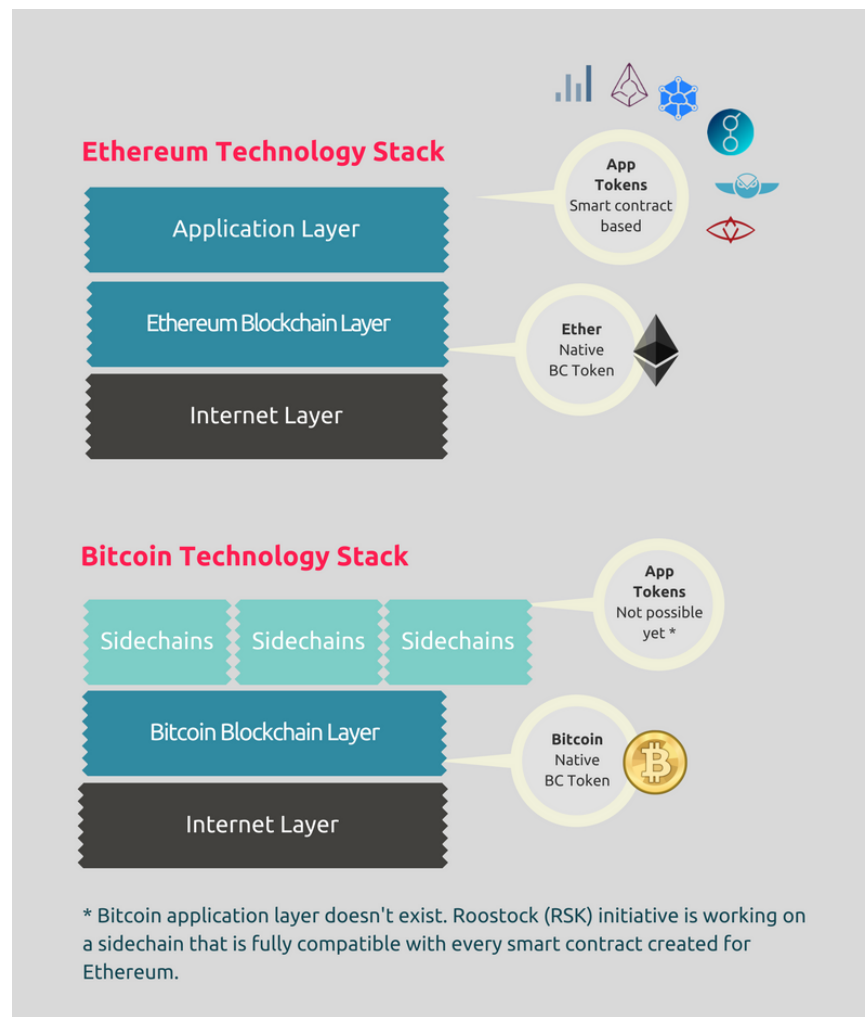 Ethereum Technology Stack
App
Tokens
Smart contract
based
Application Layer
Ethereum Blockchain Layer
Ether
Native
BC Token
Internet Layer
Bitcoin Technology Stack
App
Tokens
Not possible
yet *
Sidechains Sidechains Sidechains
Bitcoin Blockchain Layer
Bitcoin
Native
BC Token
Internet Layer
* Bitcoin application layer doesn't exist. Roostock (RSK) initiative is working on
a sidechain that is fully compatible with every smart contract created for
Ethereum.